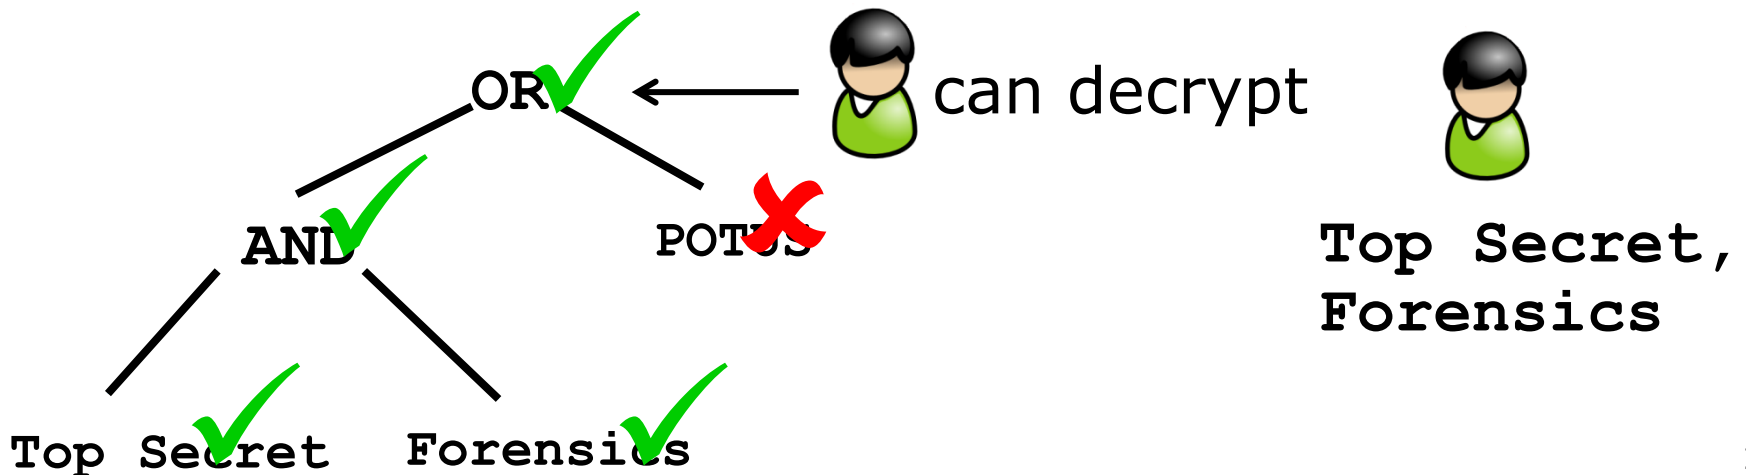 OR can decrypt
AND POTUS
Top Secret,
Forensics
Top Secret Forensics